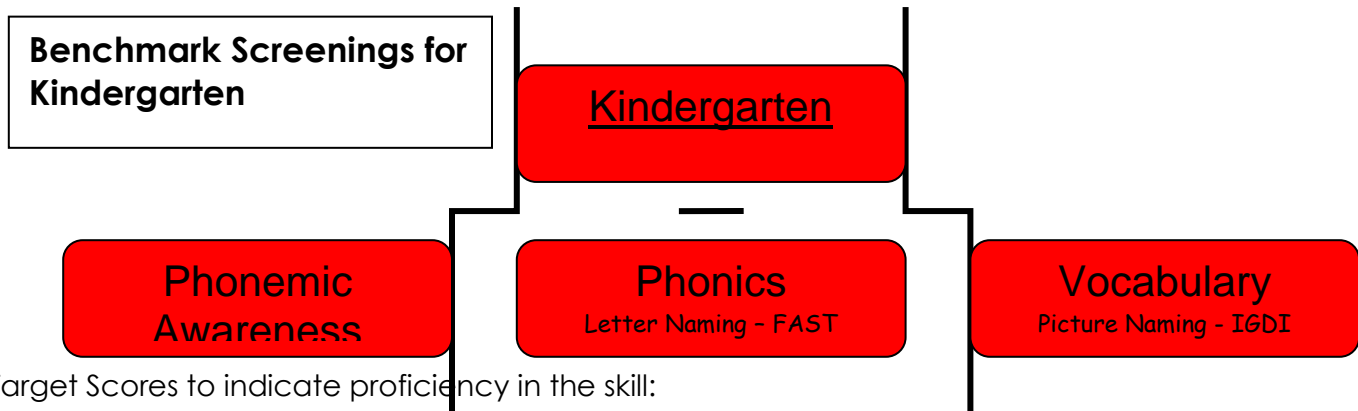 Benchmark Screenings for
Kindergarten
Kindergarten
Phonemic
Awareness
Phonics
Letter Naming – FAST
Vocabulary
Picture Naming - IGDI
arget Scores to indicate proficiency in the skill: